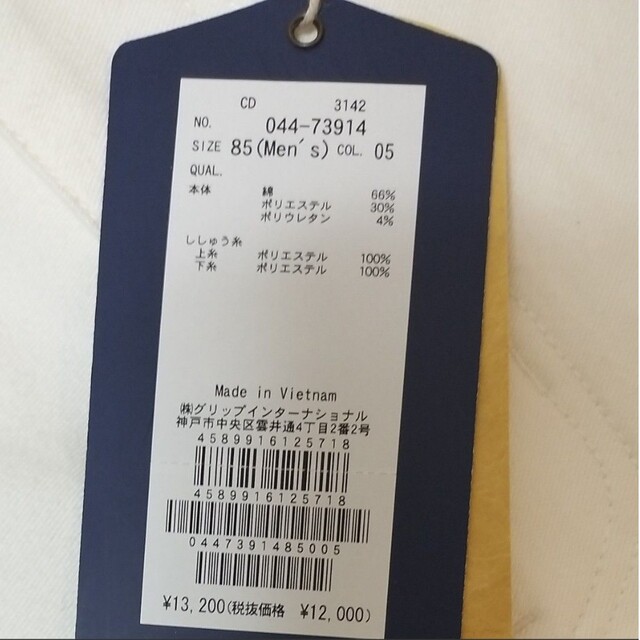 CD 3142
NO. 044-73914
SIZE 85(Men's) COL. 05
QUAL.
本体 綿 66%
ポリエステル 30%
ポリウレタン 4%
ししゅう糸
上糸 ポリエステル 100%
下糸 ポリエステル 100%
Made in Vietnam
㈱グリップインターナショナル
神戸市中央区雲井通4丁目2番2号
4589916125718
4589916125718
0447391485005
¥13,200(税抜価格 ¥12,000)